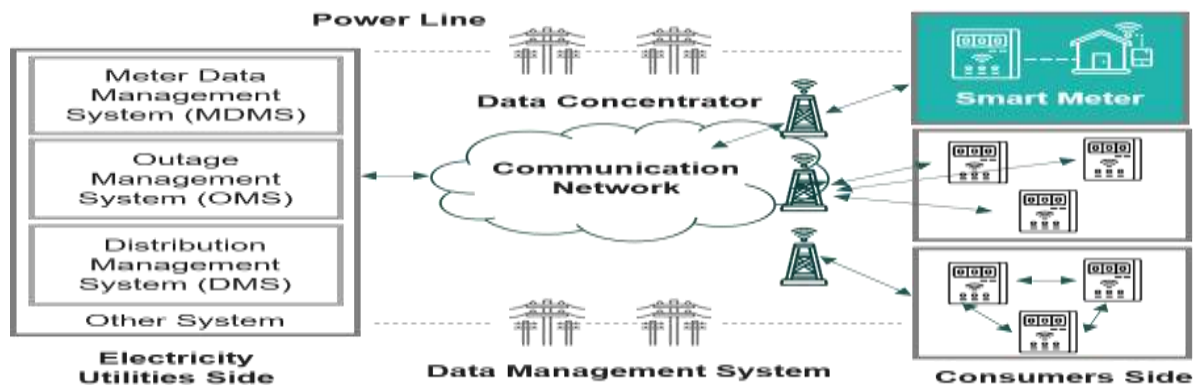 Power Line
Meter Data
Management
System (MDMS)
Outage
Management
System (OMS)
Distribution
Management
System (DMS)
Other System
Electricity
Utilities Side
Data Concentrator
Communication
Network
Data Management System
Smart Meter
Consumers Side